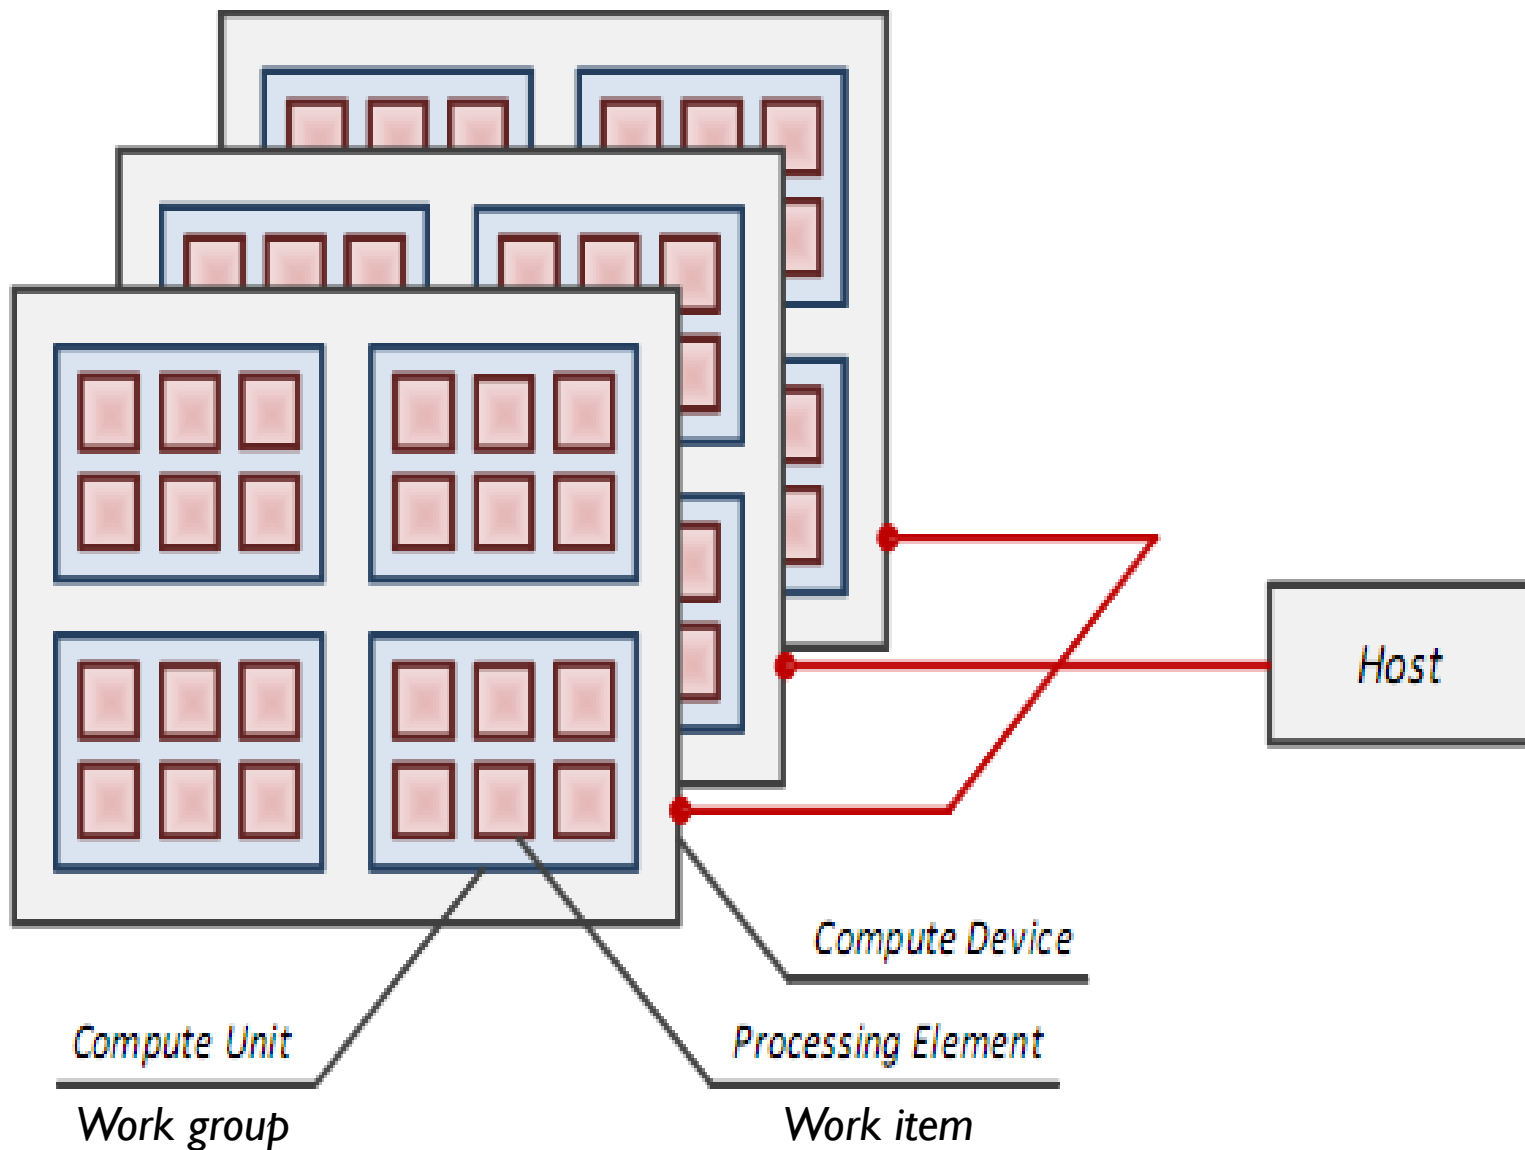 Host
Compute Device
Compute Unit
Processing Element
Work group
Work item